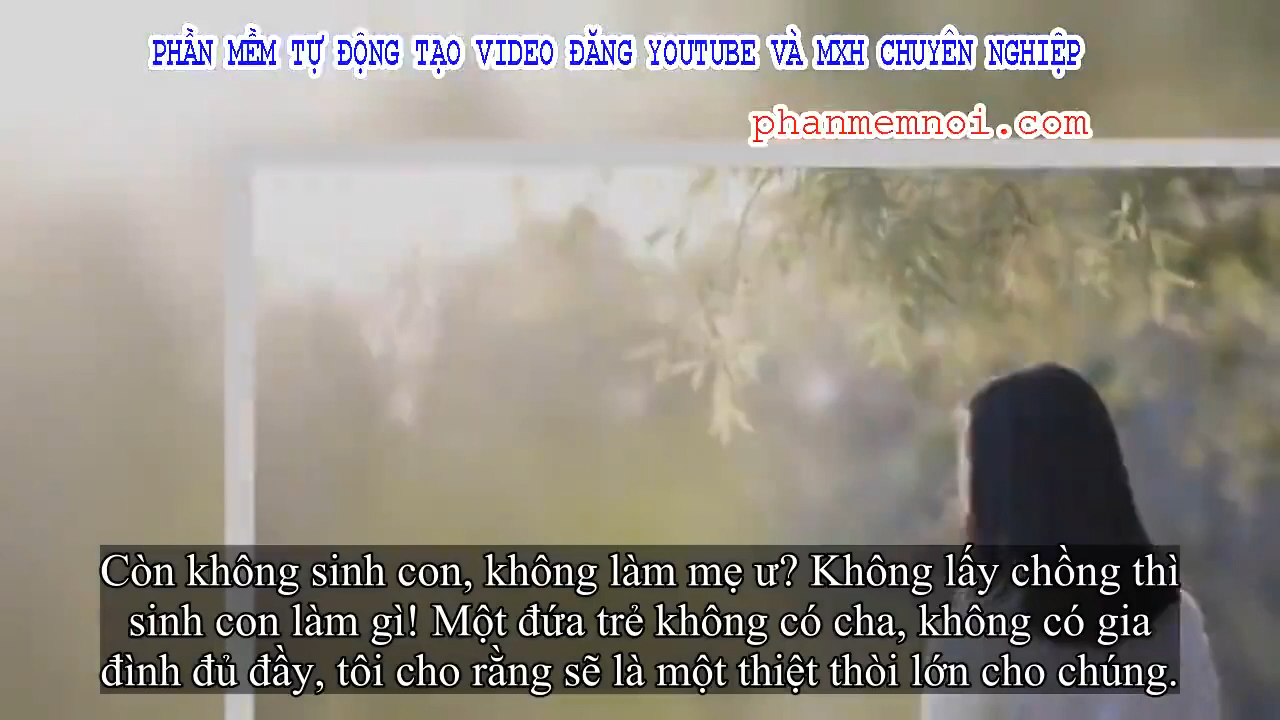 PHẦN MỀM TỰ ĐỘNG TẠO VIDEO ĐĂNG YOUTUBE VÀ MXH CHUYÊN NGHIỆP
phanmemnoi.com
Còn không sinh con, không làm mẹ ư? Không lấy chồng thì
sinh con làm gì! Một đứa trẻ không có cha, không có gia
đình đủ đầy, tôi cho rằng sẽ là một thiệt thòi lớn cho chúng.